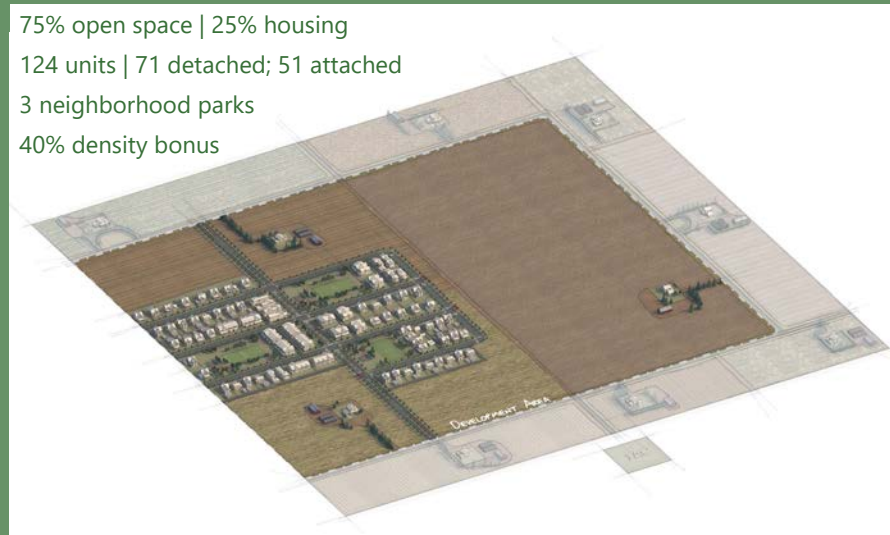 75% open space | 25% housing
124 units | 71 detached; 51 attached
3 neighborhood parks
40% density bonus
DEVELOPMENT AREA